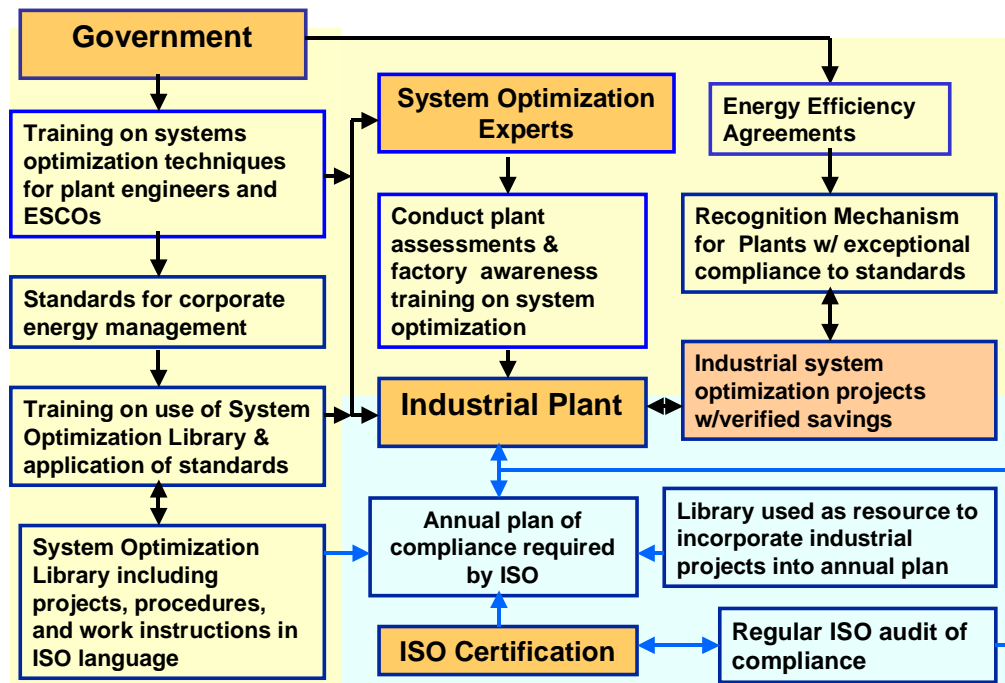 Government
Training on systems
optimization techniques
for plant engineers and
ESCOs
Standards for corporate
energy management
Training on use of System
Optimization Library &
application of standards
System Optimization
Library including
projects, procedures,
and work instructions in
ISO language
System Optimization
Experts
Conduct plant
assessments &
factory awareness
training on system
optimization
Industrial Plant
Annual plan of
compliance required
by ISO
ISO Certification
Energy Efficiency
Agreements
Recognition Mechanism
for Plants w/ exceptional
compliance to standards
Industrial system
optimization projects
w/verified savings
Library used as resource to
incorporate industrial
projects into annual plan
Regular ISO audit of
compliance